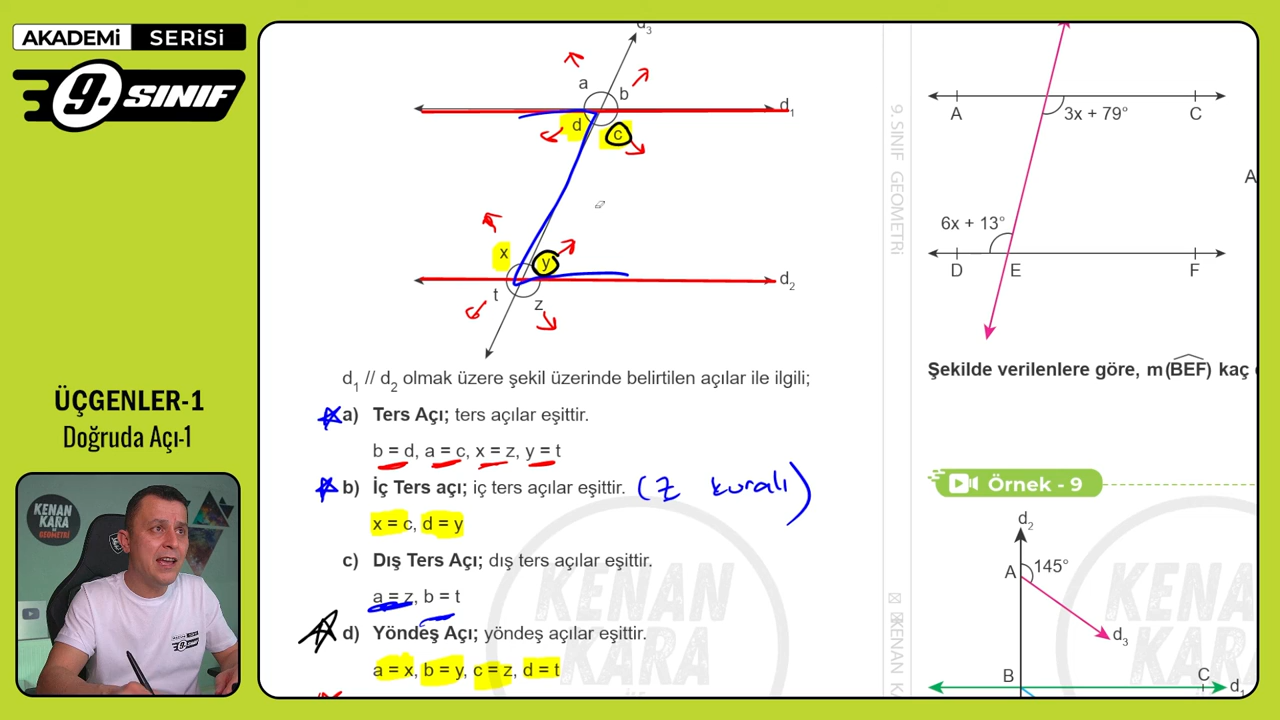 AKADEMİ SERİSİ
9. SINIF
ÜÇGENLER-1
Doğruda Açı-1
KENAN
KARA
GEOMETRİ
d3
a
b
d1
d
c
x
y
d2
t
z
d1 // d2 olmak üzere şekil üzerinde belirtilen açılar ile ilgili;
a) Ters Açı; ters açılar eşittir.
b = d, a = c, x = z, y = t
b) İç Ters açı; iç ters açılar eşittir. (Z kuralı)
x = c, d = y
c) Dış Ters Açı; dış ters açılar eşittir.
a = z, b = t
d) Yöndeş Açı; yöndeş açılar eşittir.
a = x, b = y, c = z, d = t
KENAN
KARA
9. SINIF GEOMETRİ
KENAN
A
3x + 79°
C
A
6x + 13°
D
E
F
Şekilde verilenlere göre, m(BEF) kaç
Örnek - 9
d2
A
145°
d3
B
C
d1
KENAN
KARA